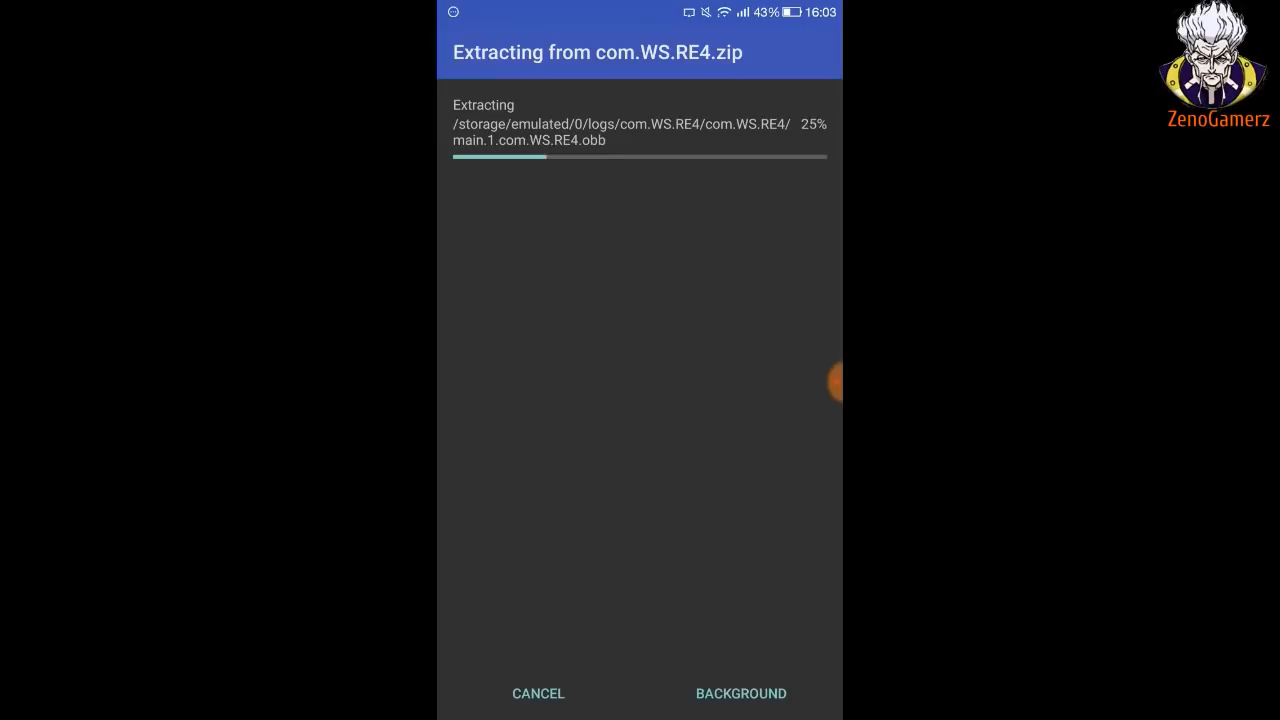 43% 16:03
Extracting from com.WS.RE4.zip
Extracting
/storage/emulated/0/logs/com.WS.RE4/com.WS.RE4/ 25%
main.1.com.WS.RE4.obb
CANCEL BACKGROUND
ZenoGamerz